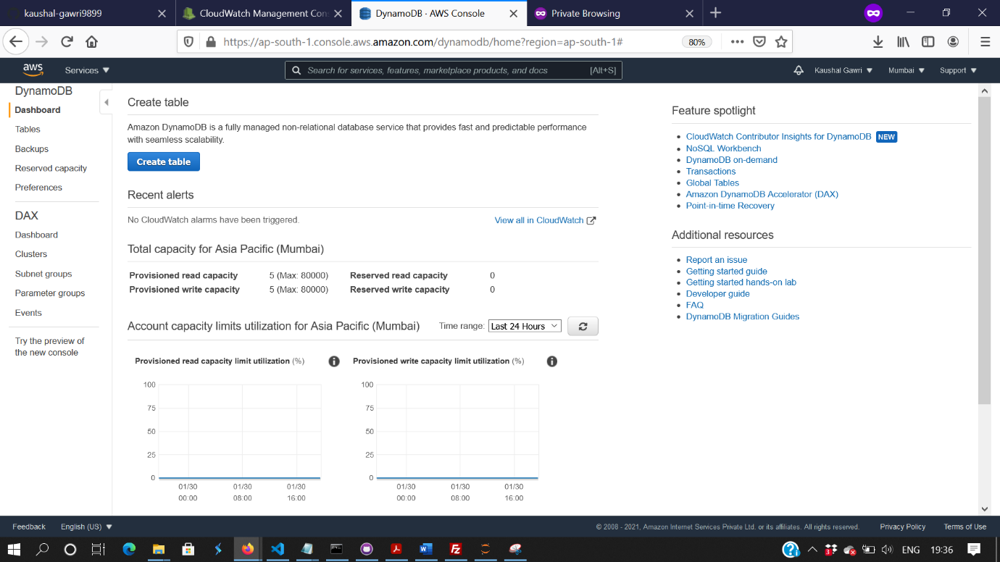 kaushal-gawri9899
CloudWatch Management Con
DynamoDB · AWS Console
Private Browsing
https://ap-south-1.console.aws.amazon.com/dynamodb/home?region=ap-south-1#
80%
aws
Services
Search for services, features, marketplace products, and docs
[Alt+S]
Kaushal Gawri
Mumbai
Support
DynamoDB
Dashboard
Tables
Backups
Reserved capacity
Preferences
DAX
Dashboard
Clusters
Subnet groups
Parameter groups
Events
Try the preview of
the new console
Create table
Amazon DynamoDB is a fully managed non-relational database service that provides fast and predictable performance
with seamless scalability.
Create table
Recent alerts
No CloudWatch alarms have been triggered.
View all in CloudWatch
Total capacity for Asia Pacific (Mumbai)
Provisioned read capacity 5 (Max: 80000) Reserved read capacity 0
Provisioned write capacity 5 (Max: 80000) Reserved write capacity 0
Account capacity limits utilization for Asia Pacific (Mumbai)
Time range: Last 24 Hours
Provisioned read capacity limit utilization (%)
100
75
50
25
0
01/30 01/30 01/30
00:00 08:00 16:00
Provisioned write capacity limit utilization (%)
100
75
50
25
0
01/30 01/30 01/30
00:00 08:00 16:00
Feature spotlight
CloudWatch Contributor Insights for DynamoDB NEW
NoSQL Workbench
DynamoDB on-demand
Transactions
Global Tables
Amazon DynamoDB Accelerator (DAX)
Point-in-time Recovery
Additional resources
Report an issue
Getting started guide
Getting started hands-on lab
Developer guide
FAQ
DynamoDB Migration Guides
Feedback
English (US)
© 2008 - 2021, Amazon Internet Services Private Ltd. or its affiliates. All rights reserved.
Privacy Policy
Terms of Use
3
ENG
19:36